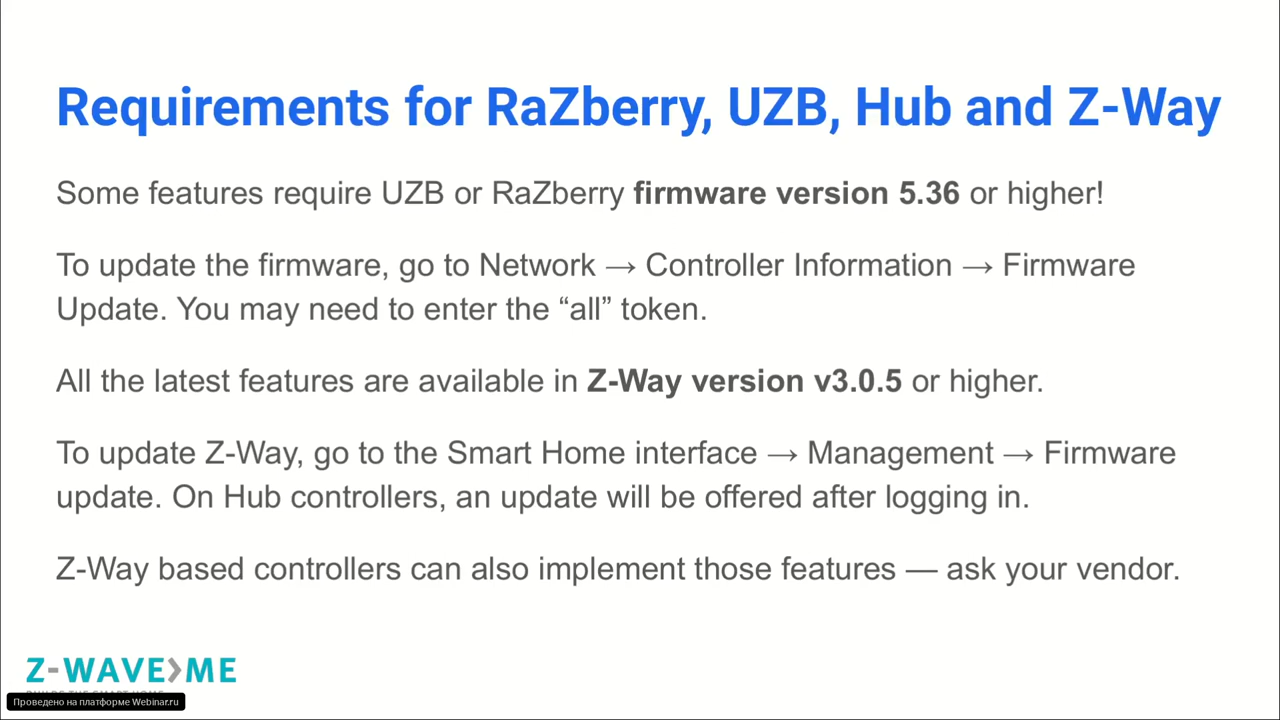 Requirements for RaZberry, UZB, Hub and Z-Way
Some features require UZB or RaZberry firmware version 5.36 or higher!
To update the firmware, go to Network → Controller Information → Firmware
Update. You may need to enter the “all” token.
All the latest features are available in Z-Way version v3.0.5 or higher.
To update Z-Way, go to the Smart Home interface → Management → Firmware
update. On Hub controllers, an update will be offered after logging in.
Z-Way based controllers can also implement those features — ask your vendor.
Z-WAVE>ME
Проведено на платформе Webinar.ru